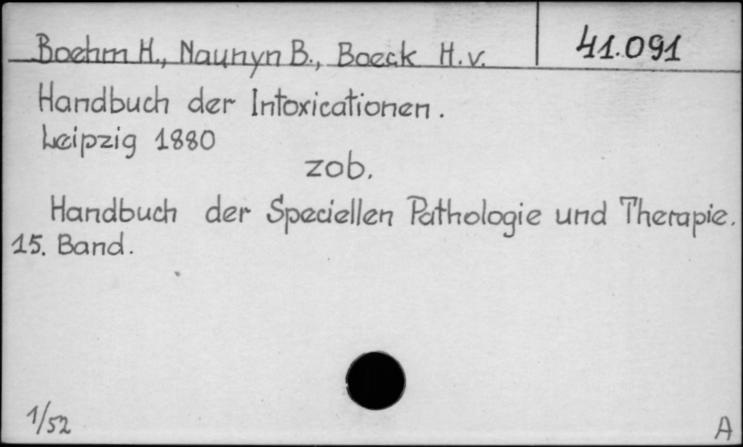 Boehm H., Naunyn B., Boeck H.v.
41.091
Handbuch der Intoxicationen.
Leipzig 1880
zob.
Handbuch der Speciellen Pathologie und Therapie.
15. Band.
1/52
A